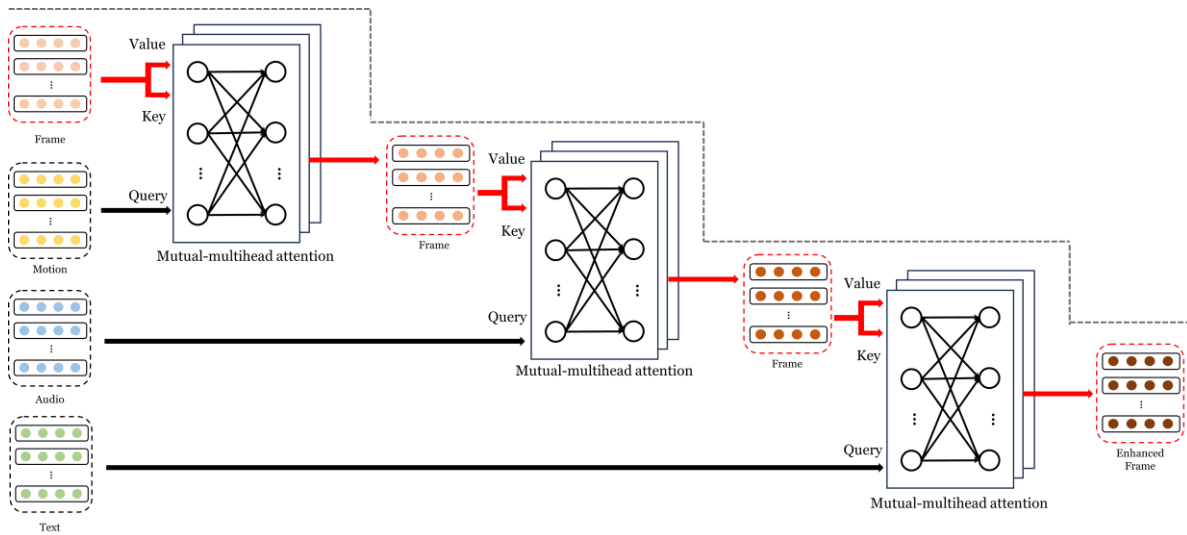 Value
Key
Frame
Query
Motion
Mutual-multihead attention
Value
Key
Frame
Query
Audio
Mutual-multihead attention
Value
Key
Frame
Query
Text
Mutual-multihead attention
Enhanced
Frame